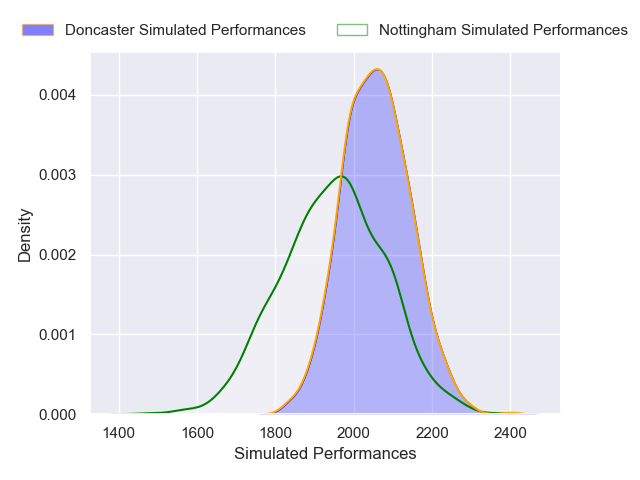 Doncaster Simulated Performances
Nottingham Simulated Performances
0.004
0.003
0.002
0.001
0.000
Density
1400 1600 1800 2000 2200 2400
Simulated Performances